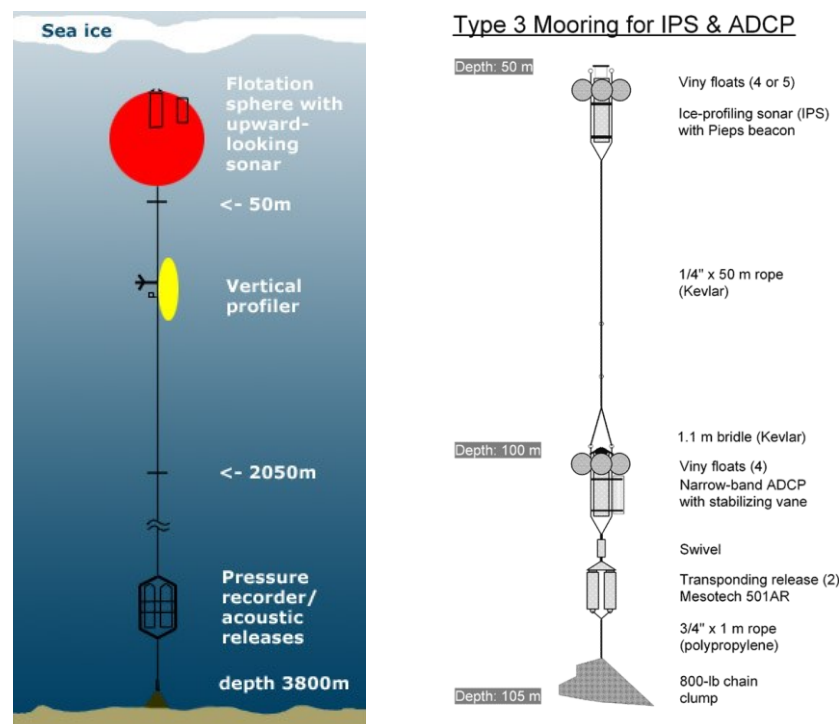 Sea ice
Flotation
sphere with
upward-
looking
sonar
<- 50m
Vertical
profiler
<- 2050m
Pressure
recorder/
acoustic
releases
depth 3800m
Type 3 Mooring for IPS & ADCP
Depth: 50 m
Viny floats (4 or 5)
Ice-profiling sonar (IPS)
with Pieps beacon
1/4" x 50 m rope
(Kevlar)
1.1 m bridle (Kevlar)
Depth: 100 m
Viny floats (4)
Narrow-band ADCP
with stabilizing vane
Swivel
Transponding release (2)
Mesotech 501AR
3/4" x 1 m rope
(polypropylene)
800-lb chain
clump
Depth: 105 m